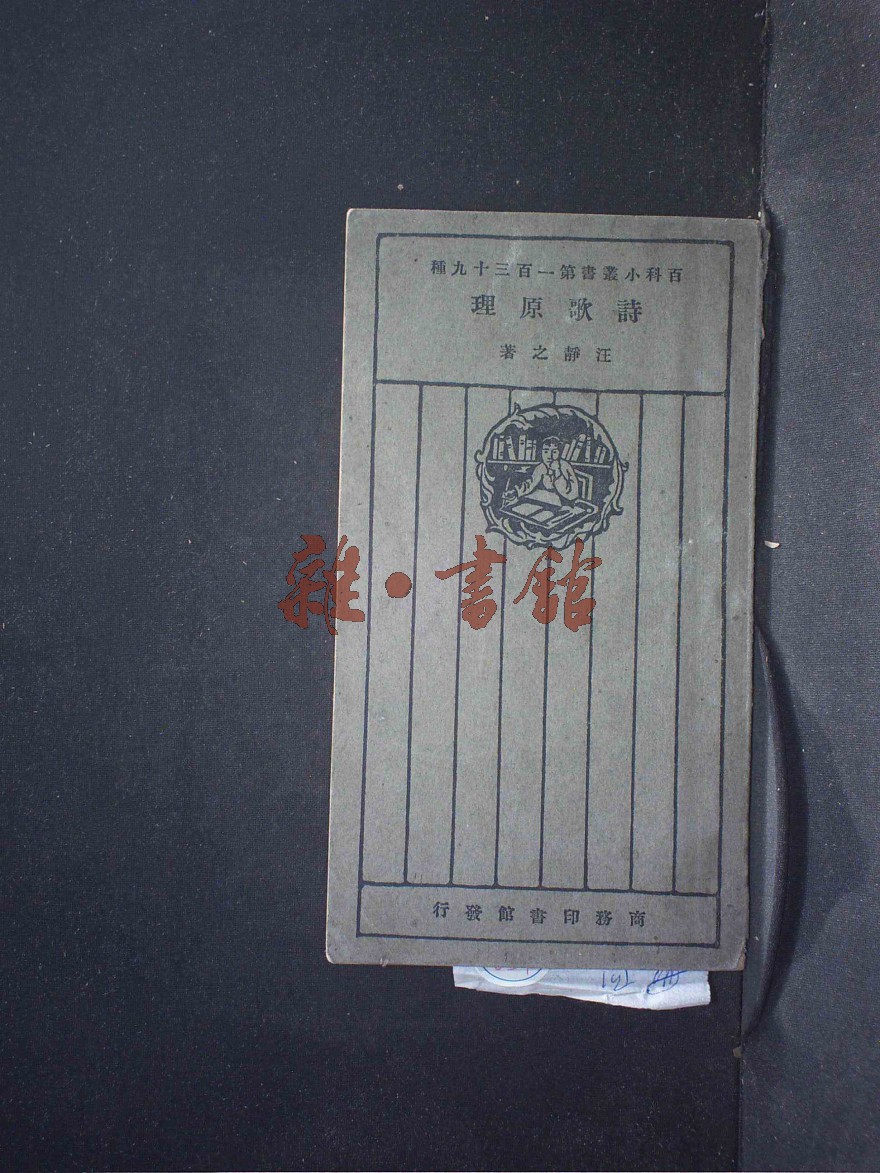 百科小叢書第一百三十九種
詩歌原理
汪靜之著
雜·書館
商務印書館發行